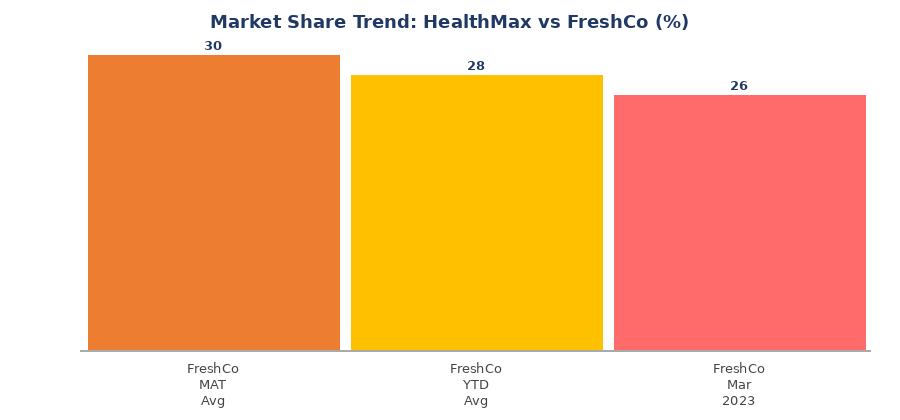 Market Share Trend: HealthMax vs FreshCo (%)
30
28
26
FreshCo
MAT
Avg
FreshCo
YTD
Avg
FreshCo
Mar
2023